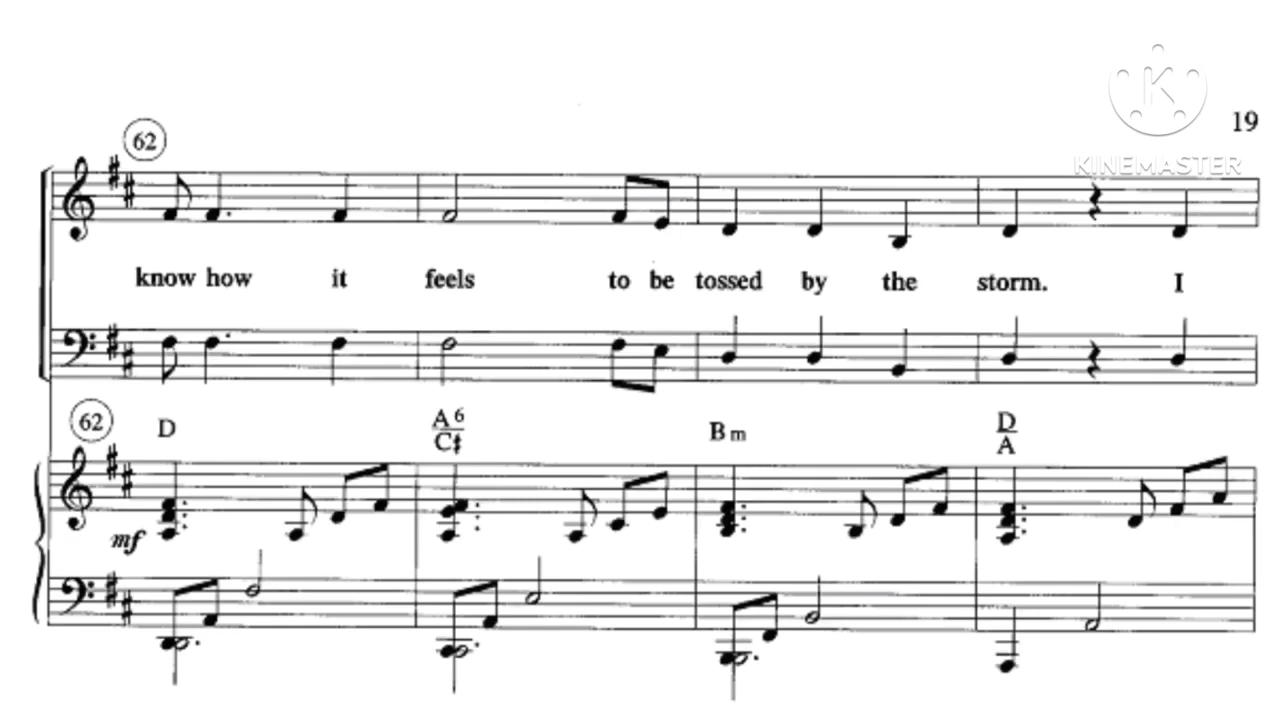 KINEMASTER
19
62
know how it feels to be tossed by the storm. I
62
D A6/C♯ Bm D/A
mf